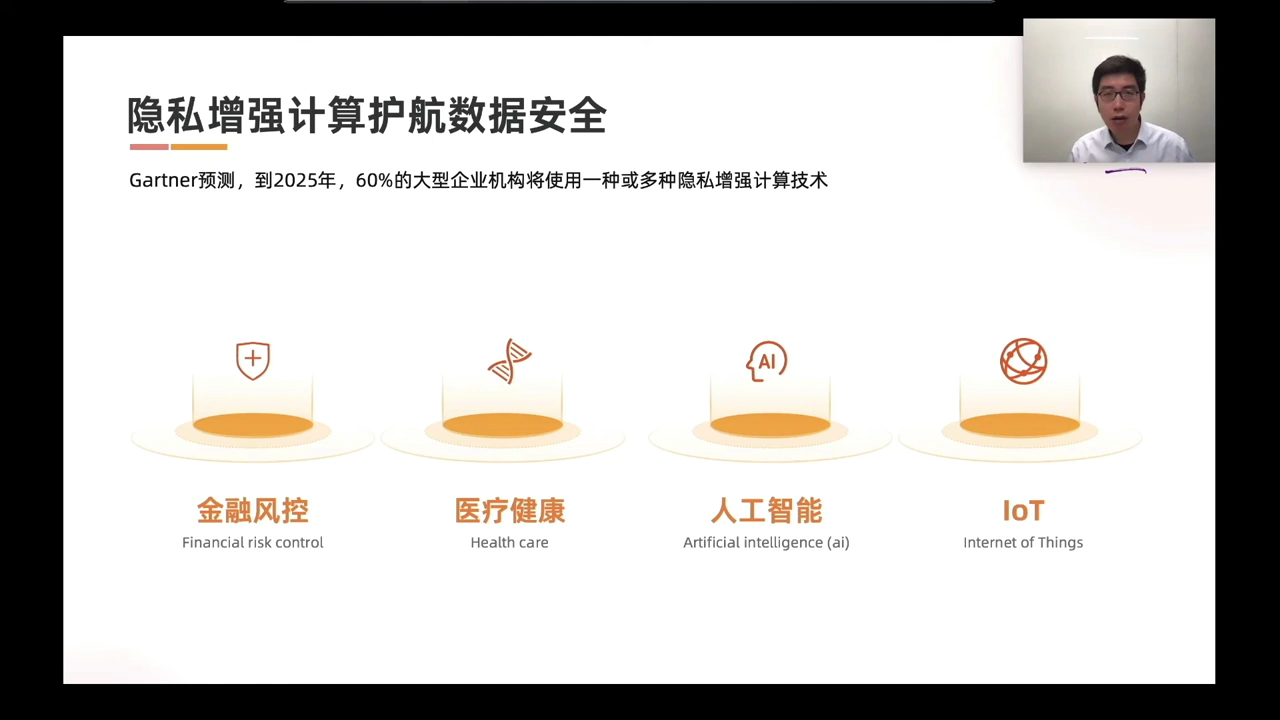 隐私增强计算护航数据安全
Gartner预测，到2025年，60%的大型企业机构将使用一种或多种隐私增强计算技术
AI
金融风控
医疗健康
人工智能
IoT
Financial risk control
Health care
Artificial intelligence (ai)
Internet of Things